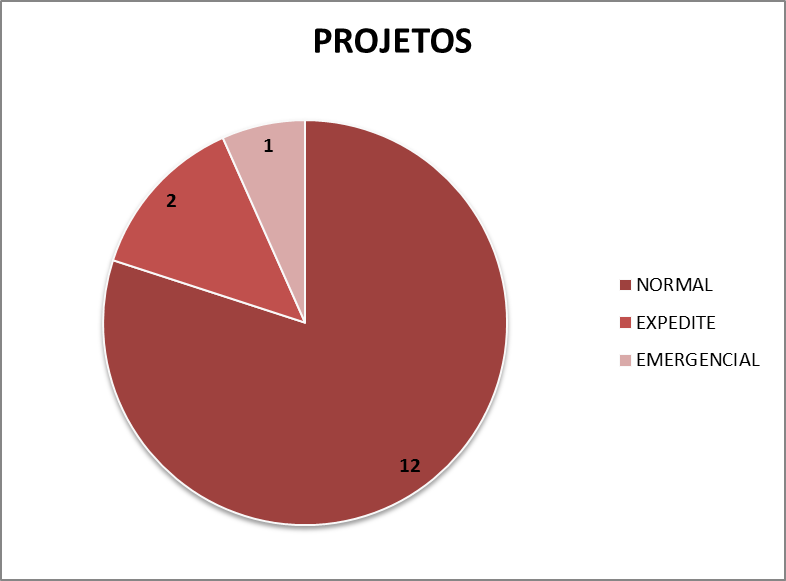 PROJETOS
1
2
12
NORMAL
EXPEDITE
EMERGENCIAL